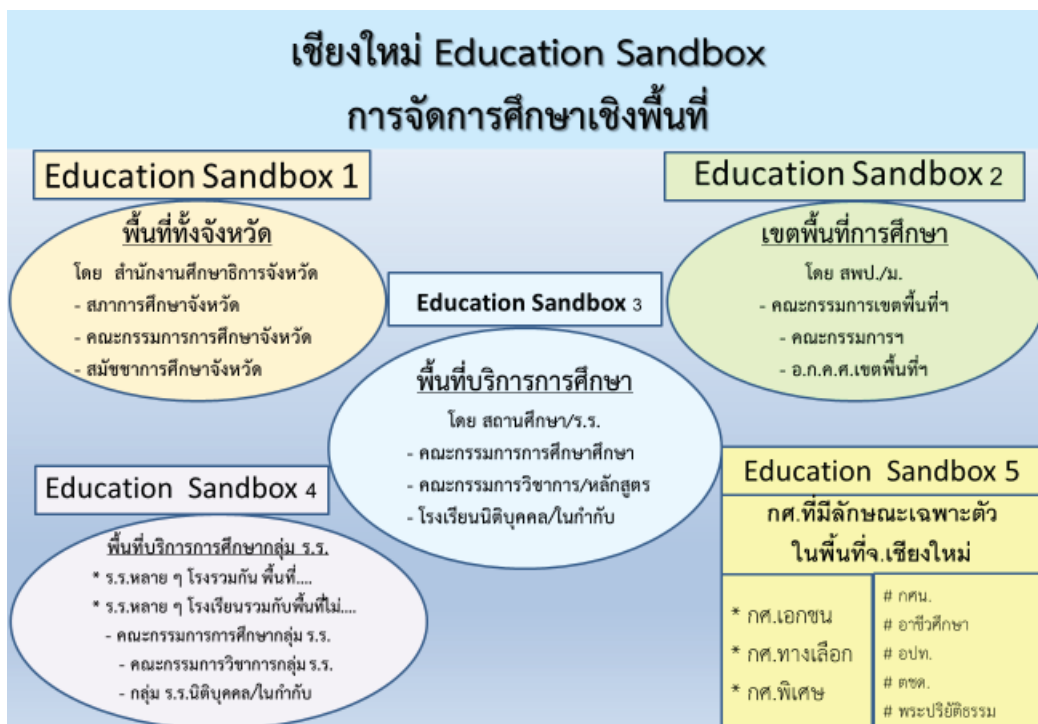 เชียงใหม่ Education Sandbox
การจัดการศึกษาเชิงพื้นที่
Education Sandbox 1
พื้นที่ทั้งจังหวัด
โดย สำนักงานศึกษาธิการจังหวัด
- สภาการศึกษาจังหวัด
- คณะกรรมการการศึกษาจังหวัด
- สมัชชาการศึกษาจังหวัด
Education Sandbox 2
เขตพื้นที่การศึกษา
โดย สพป./ม.
- คณะกรรมการเขตพื้นที่ฯ
- คณะกรรมการฯ
- อ.ก.ค.ศ.เขตพื้นที่ฯ
Education Sandbox 3
พื้นที่บริการการศึกษา
โดย สถานศึกษา/ร.ร.
- คณะกรรมการการศึกษาศึกษา
- คณะกรรมการวิชาการ/หลักสูตร
- โรงเรียนนิติบุคคล/ในกำกับ
Education Sandbox 4
พื้นที่บริการการศึกษากลุ่ม ร.ร.
* ร.ร.หลาย ๆ โรงรวมกัน พื้นที่....
* ร.ร.หลาย ๆ โรงเรียนรวมกับพื้นที่ไม่....
- คณะกรรมการการศึกษากลุ่ม ร.ร.
- คณะกรรมการวิชาการกลุ่ม ร.ร.
- กลุ่ม ร.ร.นิติบุคคล/ในกำกับ
Education Sandbox 5
กศ.ที่มีลักษณะเฉพาะตัว
ในพื้นที่จ.เชียงใหม่
* กศ.เอกชน
* กศ.ทางเลือก
* กศ.พิเศษ
# กศน.
# อาชีวศึกษา
# อปท.
# ตชด.
# พระปริยัติธรรม